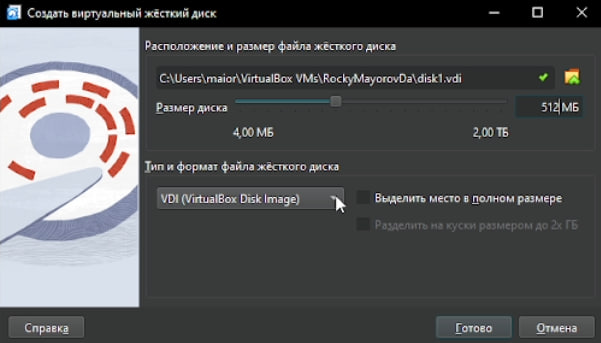 Создать виртуальный жёсткий диск
Расположение и размер файла жёсткого диска
C:\Users\maior\VirtualBox VMs\RockyMayorovDa\disk1.vdi
Размер диска 512 МБ
4,00 МБ 2,00 ТБ
Тип и формат файла жёсткого диска
VDI (VirtualBox Disk Image) Выделить место в полном размере
Разделить на куски размером до 2х ГБ
Справка Готово Отмена